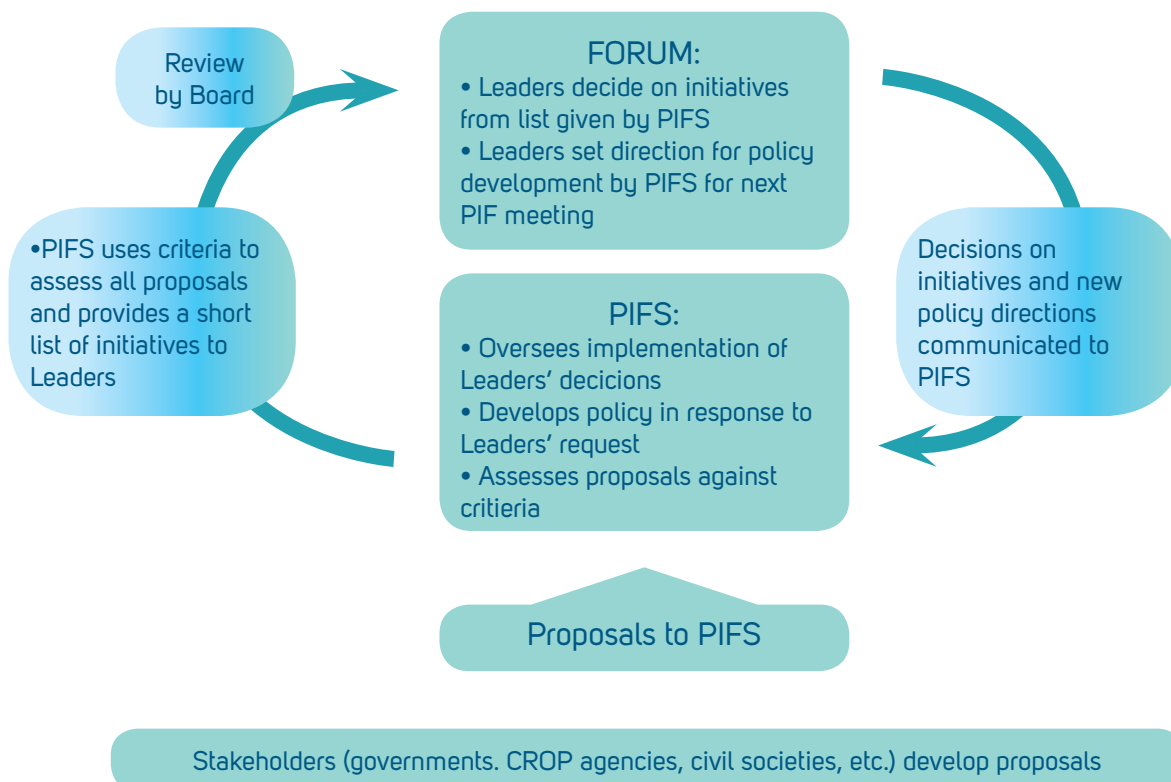 Review
by Board
FORUM:
• Leaders decide on initiatives
from list given by PIFS
• Leaders set direction for policy
development by PIFS for next
PIF meeting
•PIFS uses criteria to
assess all proposals
and provides a short
list of initiatives to
Leaders
Decisions on
initiatives and new
policy directions
communicated to
PIFS
PIFS:
• Oversees implementation of
Leaders’ decicions
• Develops policy in response to
Leaders’ request
• Assesses proposals against
critieria
Proposals to PIFS
Stakeholders (governments. CROP agencies, civil societies, etc.) develop proposals